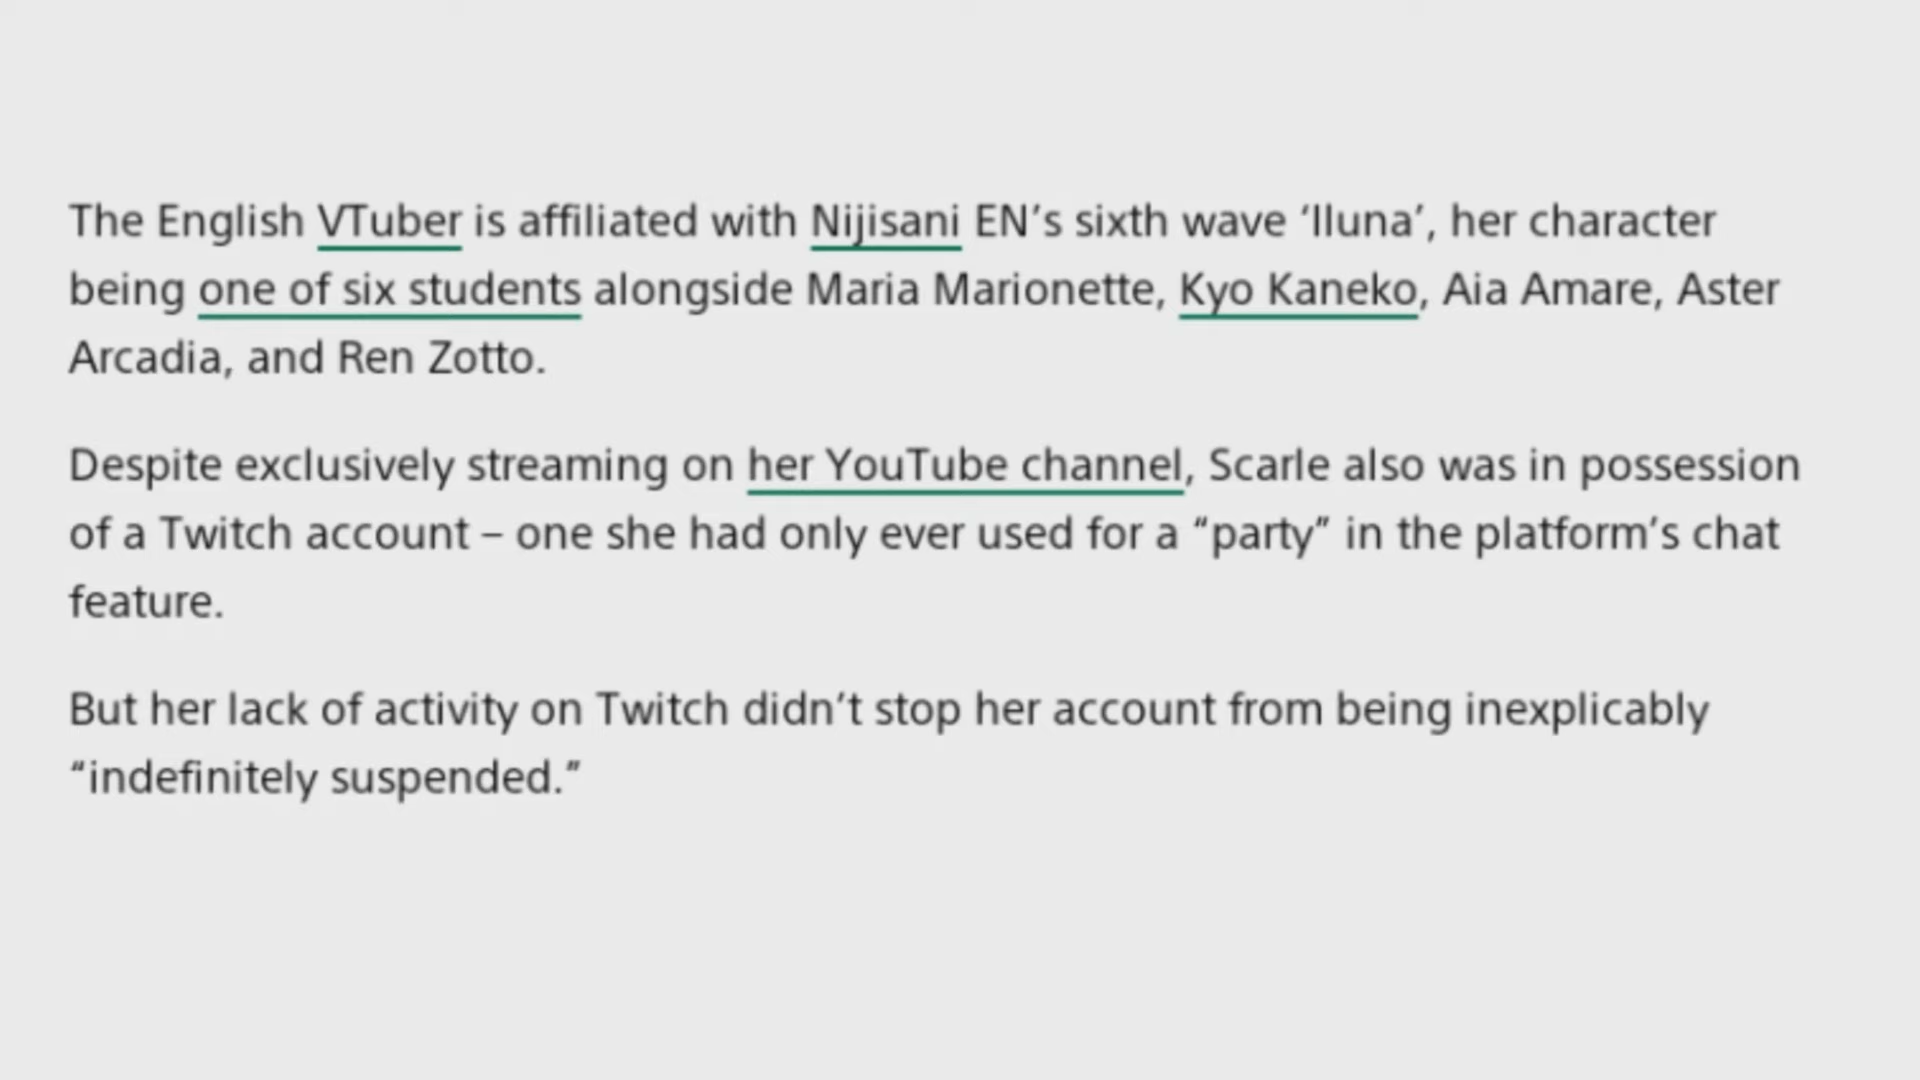 The English VTuber is affiliated with Nijisani EN’s sixth wave ‘Iluna’, her character
being one of six students alongside Maria Marionette, Kyo Kaneko, Aia Amare, Aster
Arcadia, and Ren Zotto.
Despite exclusively streaming on her YouTube channel, Scarle also was in possession
of a Twitch account – one she had only ever used for a “party” in the platform’s chat
feature.
But her lack of activity on Twitch didn’t stop her account from being inexplicably
“indefinitely suspended.”